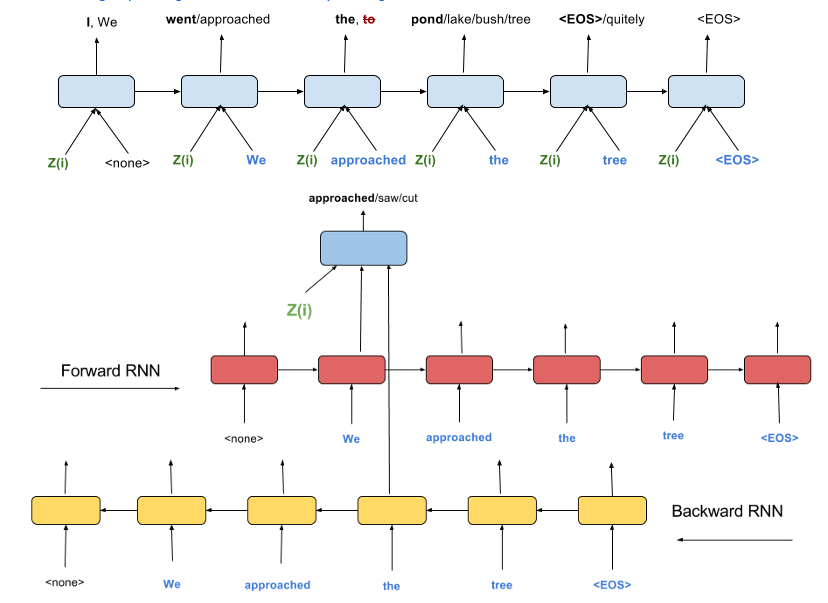 I, We
went/approached
the, to
pond/lake/bush/tree
<EOS>/quitely
<EOS>
Z(i)
<none>
Z(i)
We
Z(i)
approached
Z(i)
the
Z(i)
tree
Z(i)
<EOS>
approached/saw/cut
Z(i)
Forward RNN
<none>
We
approached
the
tree
<EOS>
Backward RNN
<none>
We
approached
the
tree
<EOS>